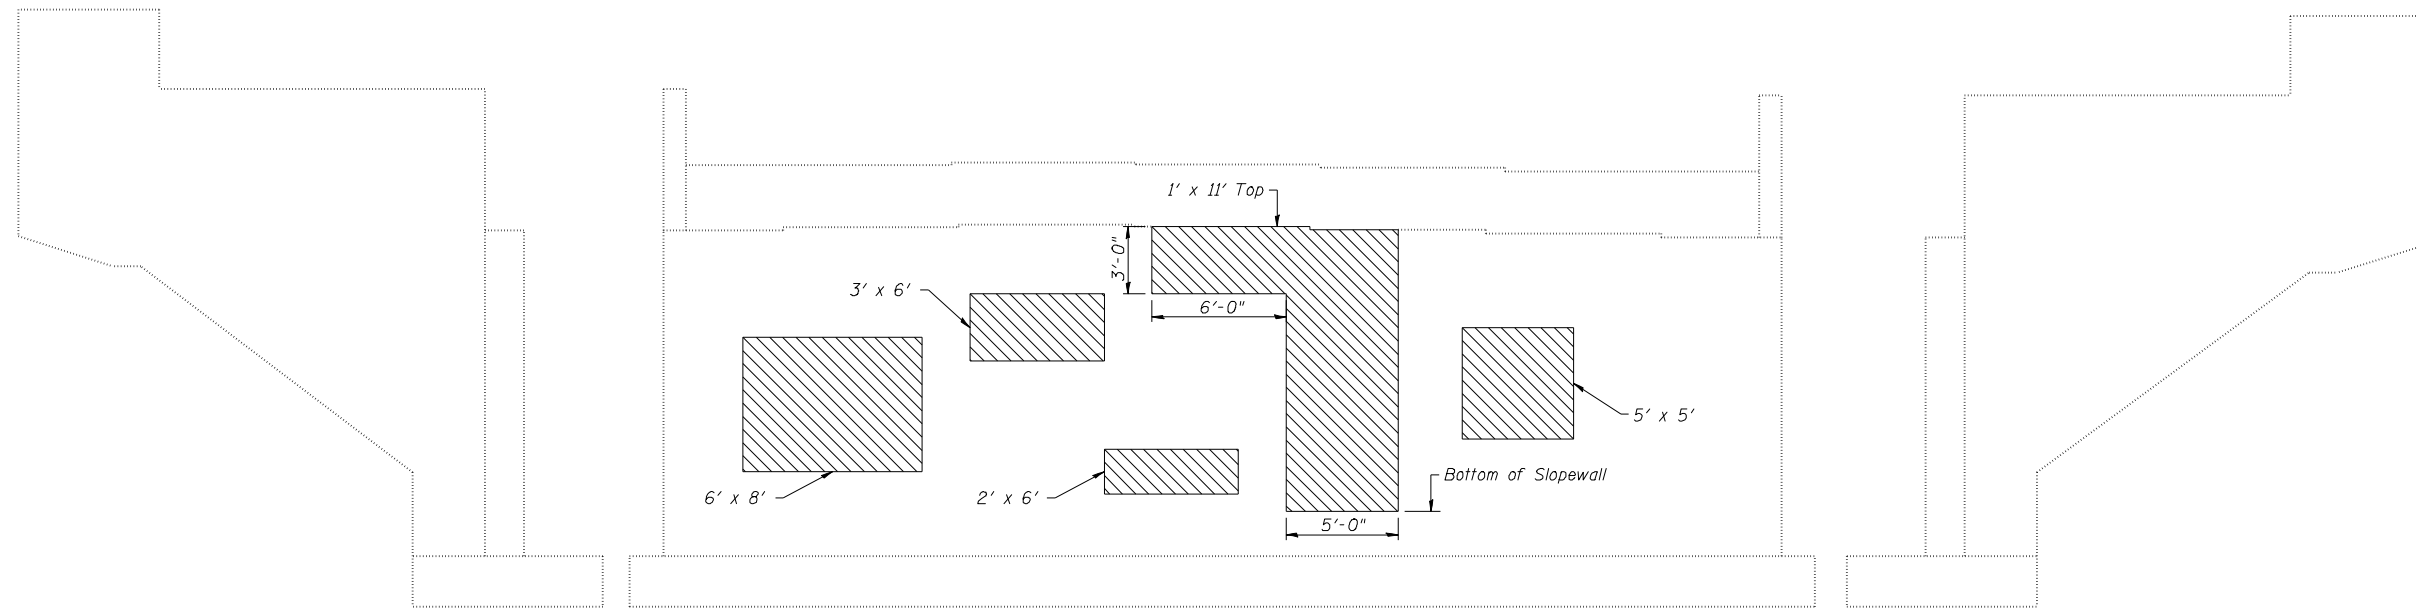 1' x 11' Top
3'-0"
3' x 6'
6'-0"
5' x 5'
Bottom of Slopewall
6' x 8'
2' x 6'
5'-0"